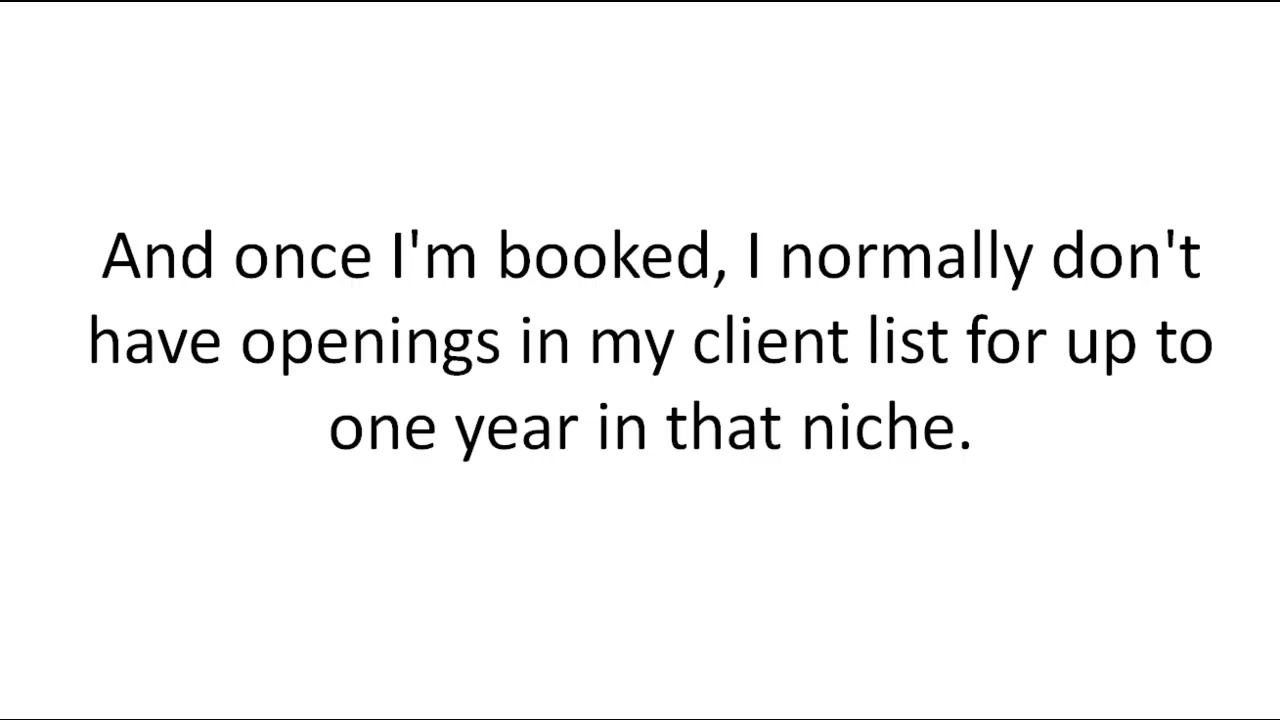 And once I'm booked, I normally don't
have openings in my client list for up to
one year in that niche.